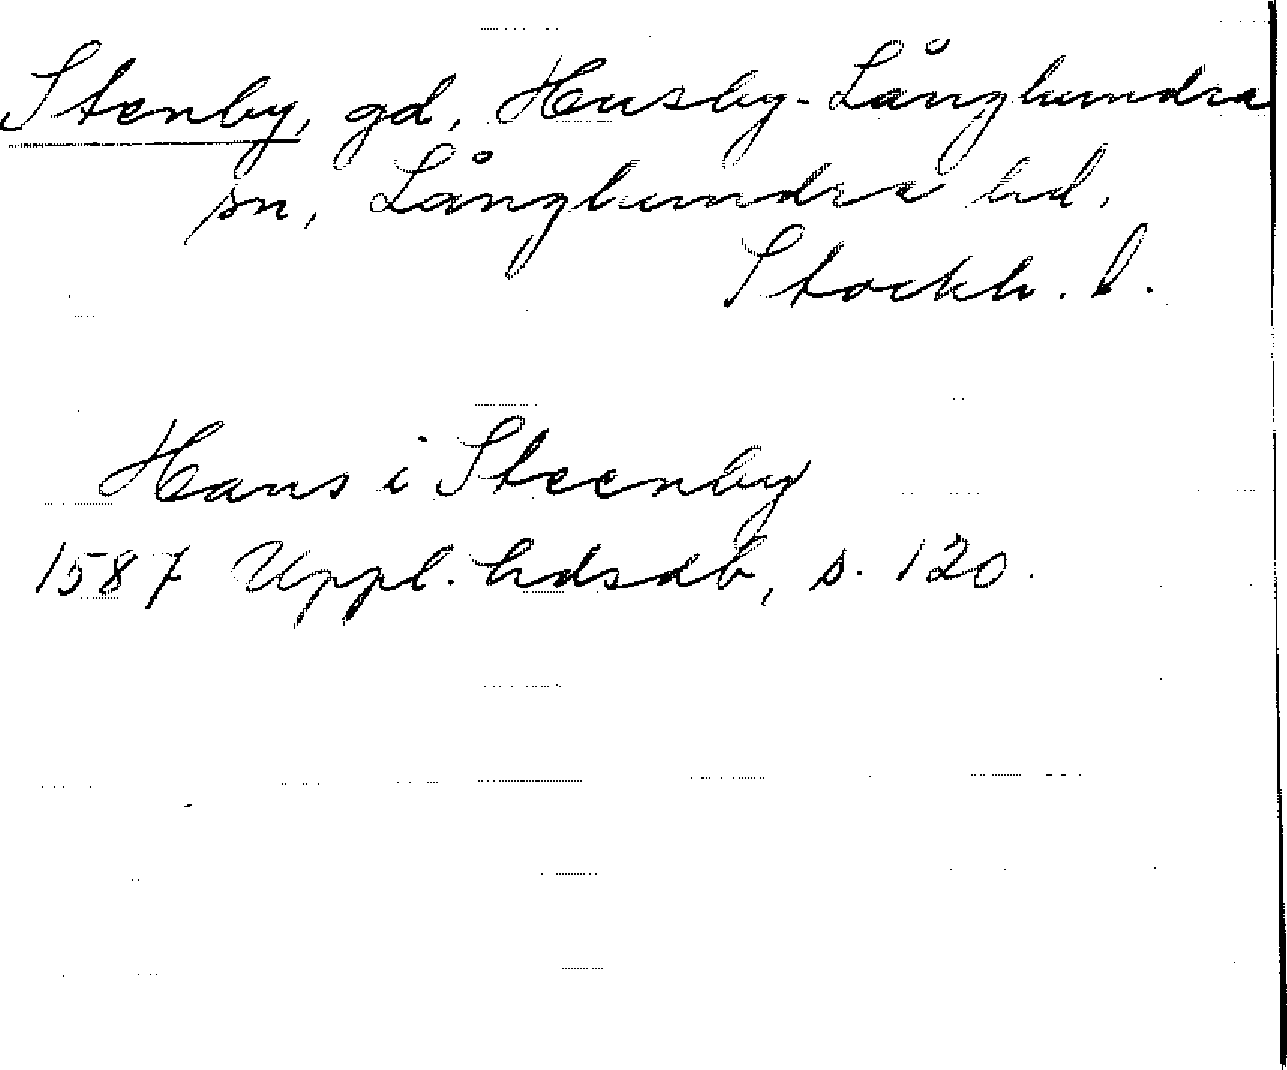 Stenby, gd, Husby-Långhundra
sn, Långhundra hd.
Stockh. l.
Hans i Steenby
1587 Uppl. hdsdb, s. 120.